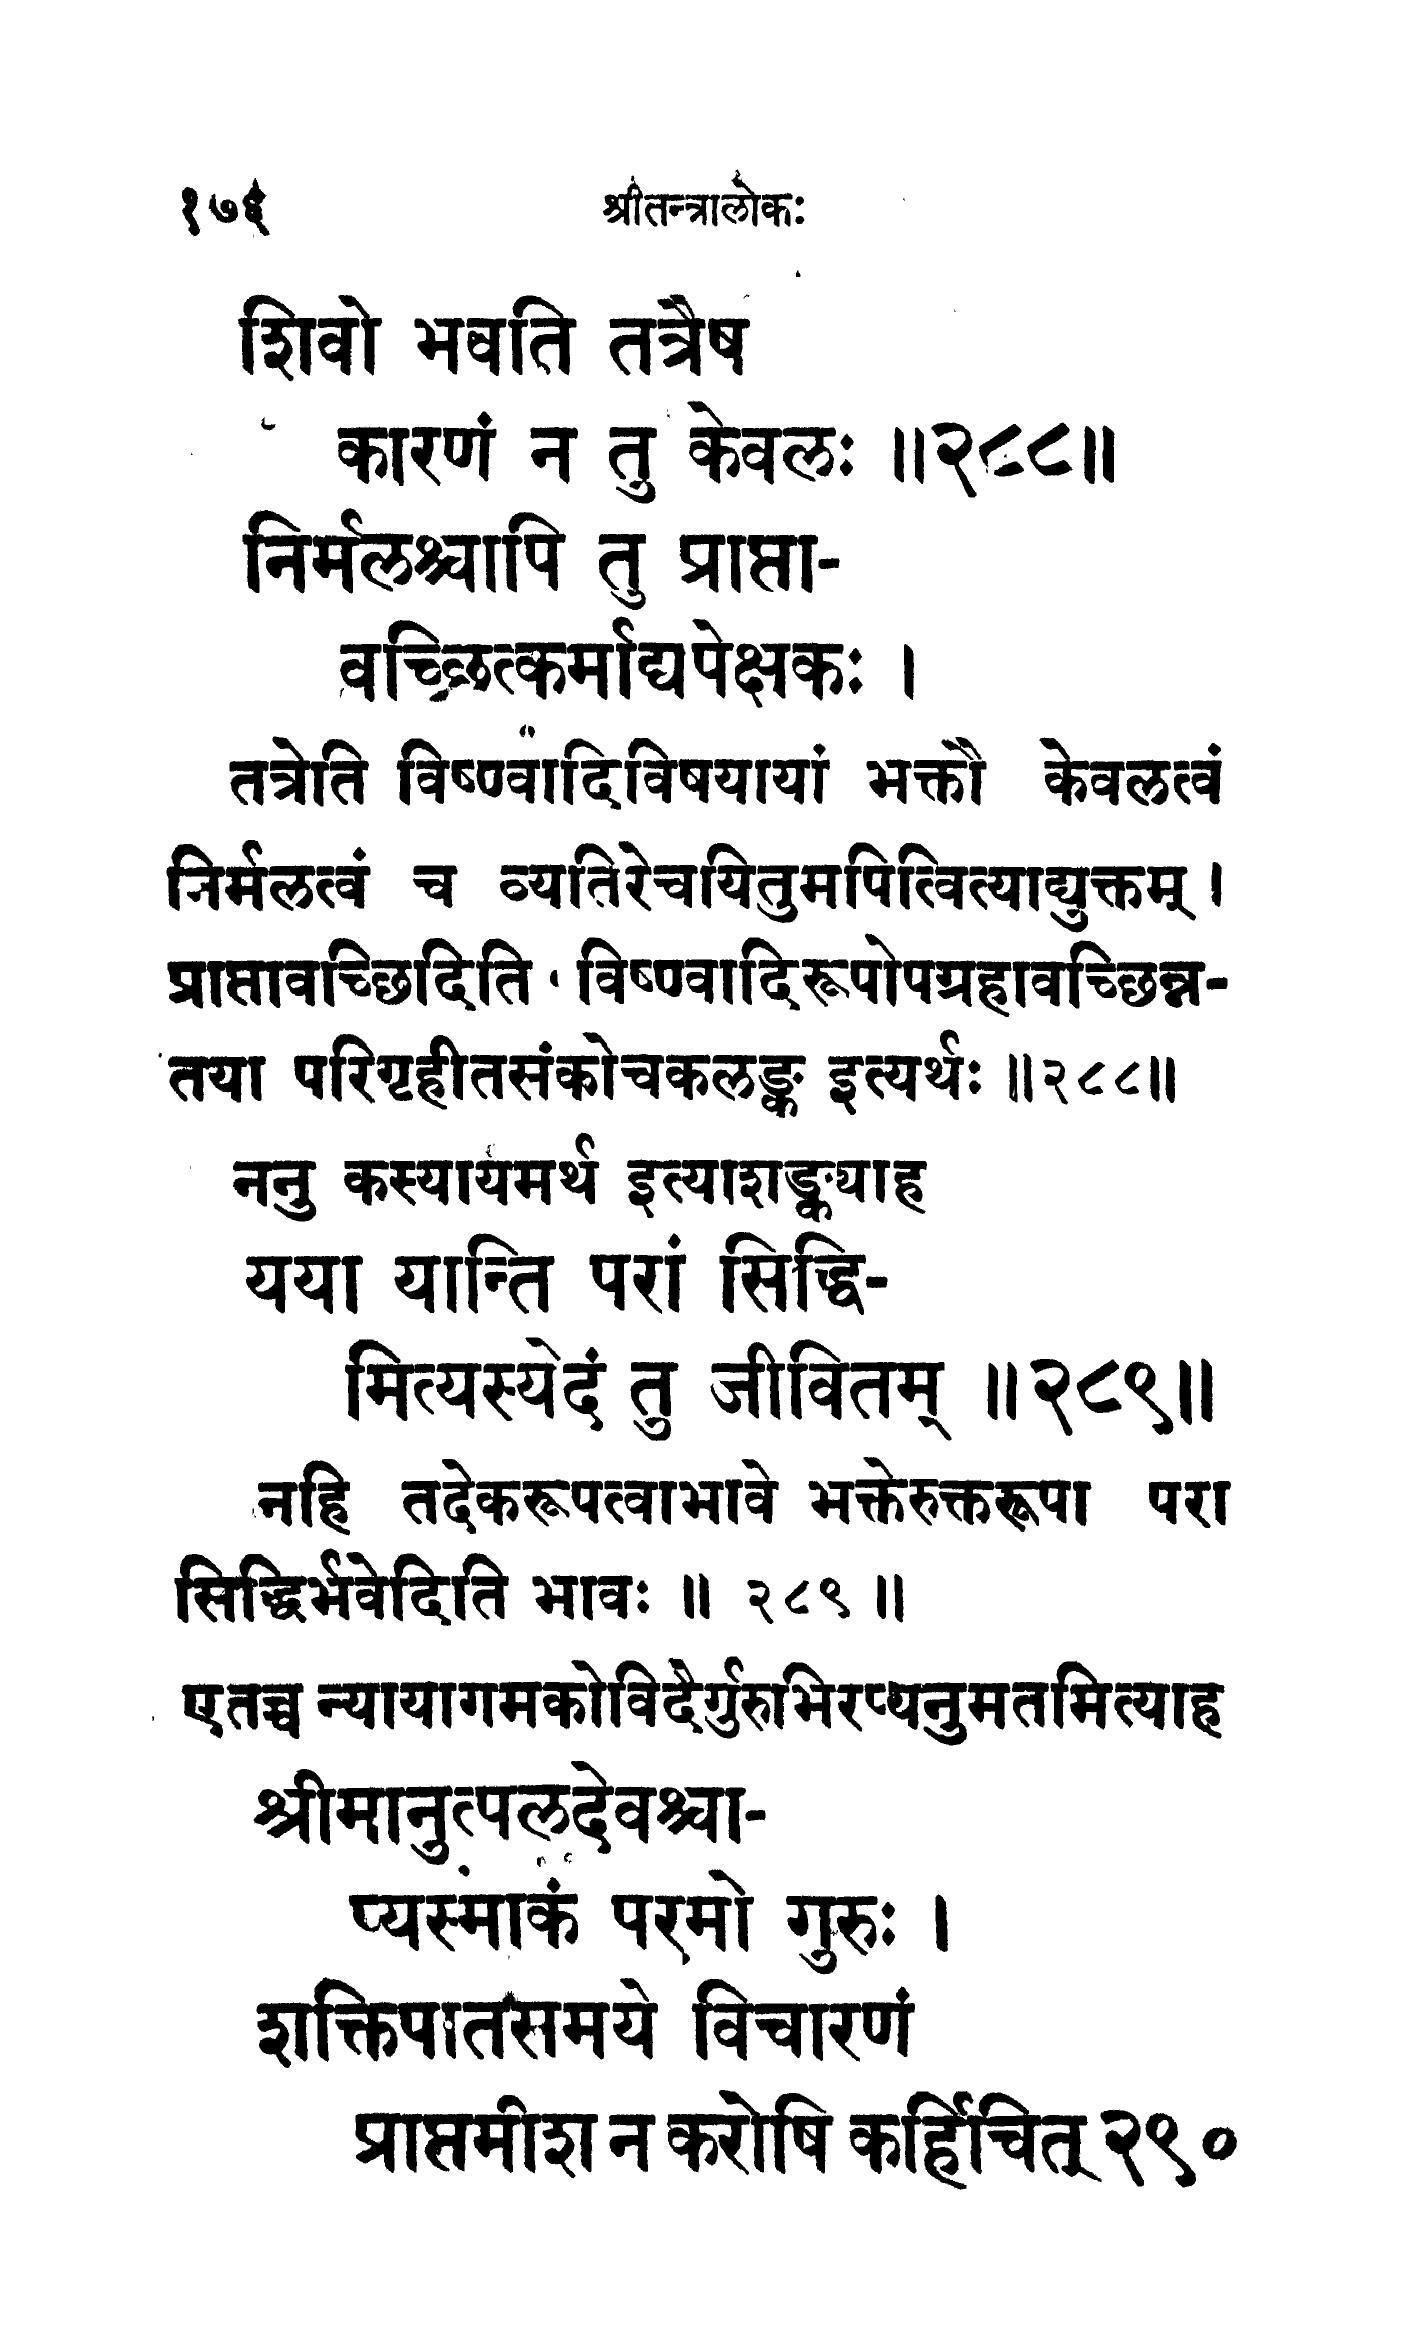 १७६ श्रीतन्त्रालोकः
शिवो भवति तत्रैष
कारणं न तु केवलः ॥२८८॥
निर्मलश्चापि तु प्राप्ता-
वच्छित्कर्माद्यपेक्षकः ।
तत्रेति विष्ण्वादिविषयायां भक्तौ केवलत्वं
निर्मलत्वं च व्यतिरेचयितुमपित्वित्याद्युक्तम् ।
प्राप्तावच्छिदिति विष्ण्वादिरूपोपग्रहावच्छिन्न-
तया परिगृहीतसंकोचकलङ्क इत्यर्थः ॥२८८॥
ननु कस्यायमर्थ इत्याशङ्क्याह
यया यान्ति परां सिद्धि-
मित्यस्येदं तु जीवितम् ॥२८९॥
नहि तदेकरूपत्वाभावे भक्तेरुक्तरूपा परा
सिद्धिर्भवेदिति भावः ॥ २८९ ॥
एतच्च न्यायागमकोविदैर्गुरुभिरप्यनुमतमित्याह
श्रीमानुत्पलदेवश्चा-
प्यस्माकं परमो गुरुः ।
शक्तिपातसमये विचारणं
प्राप्तमीश न करोषि कर्हिचित् २९०